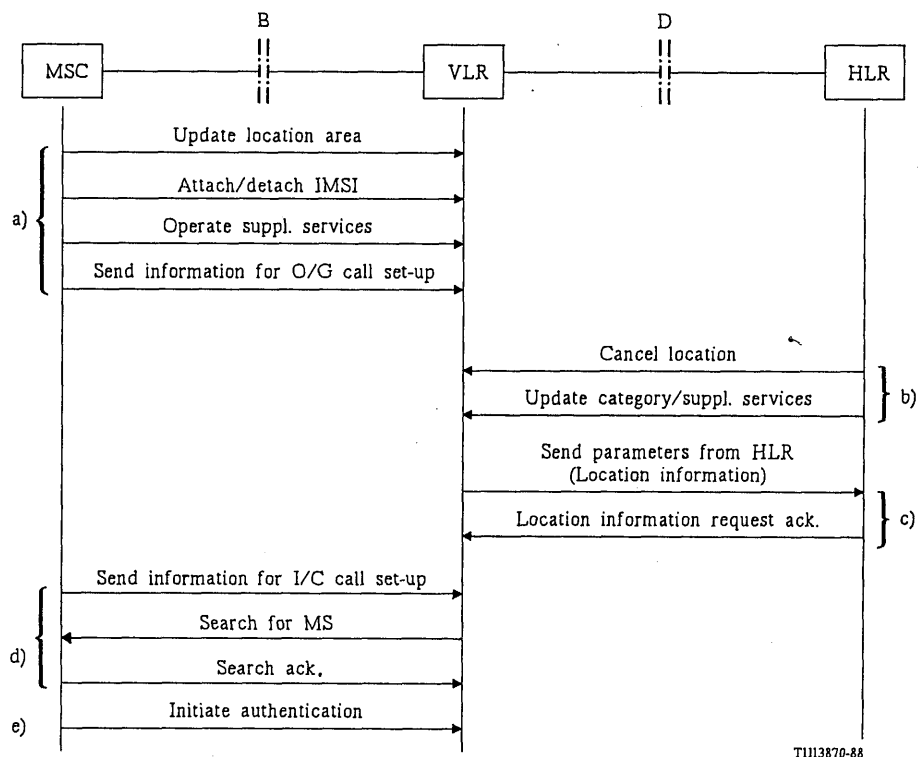 B
D
MSC
VLR
HLR
Update location area
Attach/detach IMSI
a)
Operate suppl. services
Send information for O/G call set-up
Cancel location
b)
Update category/suppl. services
Send parameters from HLR
(Location information)
c)
Location information request ack.
Send information for I/C call set-up
Search for MS
d)
Search ack.
Initiate authentication
e)
T1113870-88